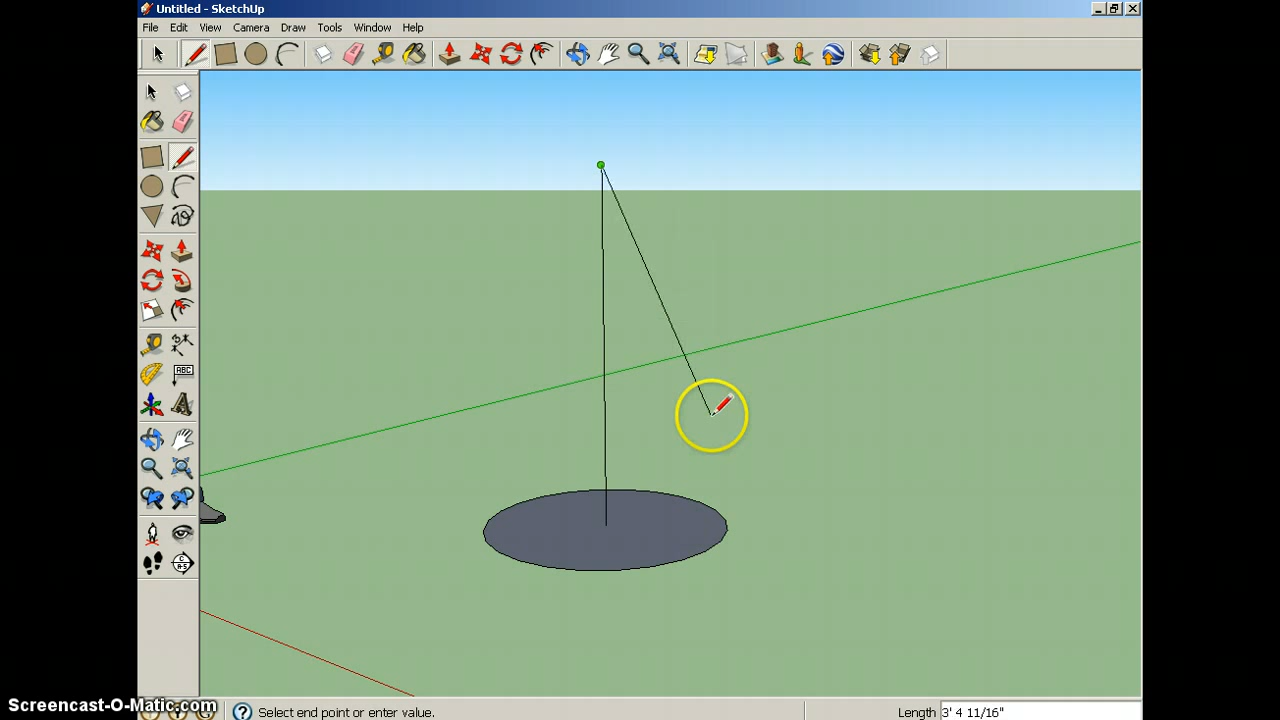 Untitled - SketchUp
File Edit View Camera Draw Tools Window Help
ABC
Select end point or enter value.
Length 3' 4 11/16"
Screencast-O-Matic.com